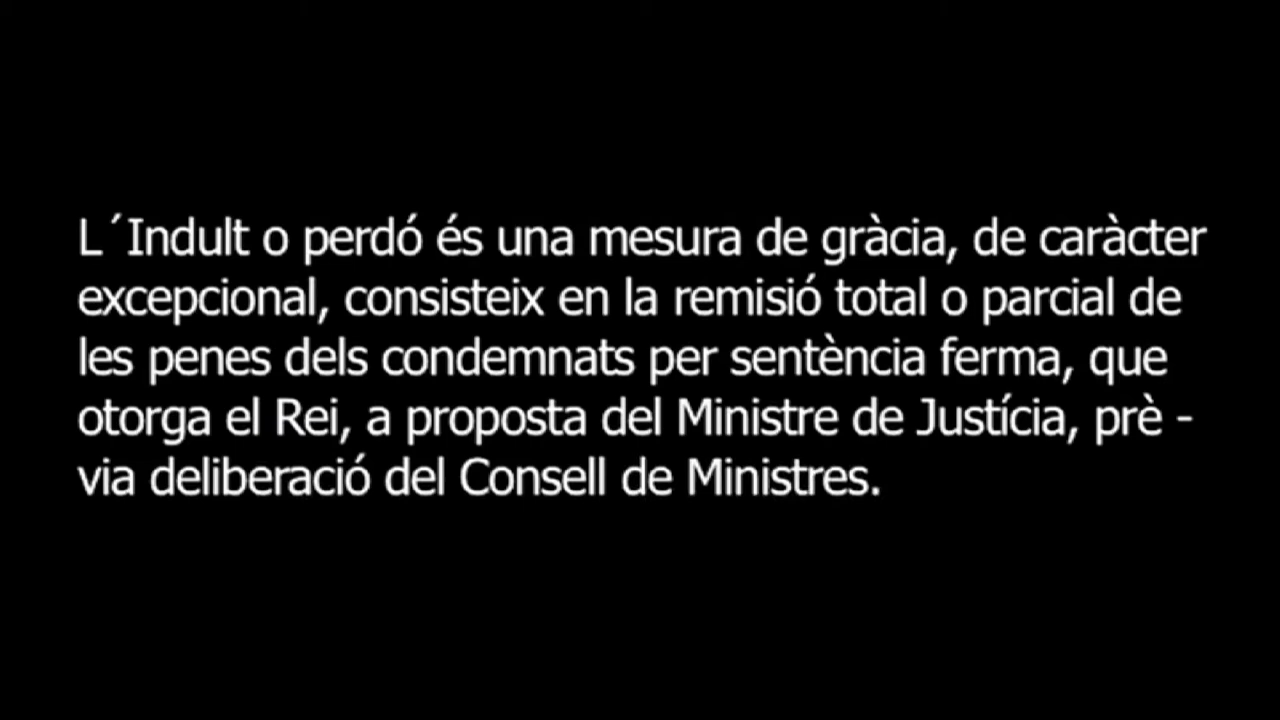 L´Indult o perdó és una mesura de gràcia, de caràcter
excepcional, consisteix en la remisió total o parcial de
les penes dels condemnats per sentència ferma, que
otorga el Rei, a proposta del Ministre de Justícia, prè -
via deliberació del Consell de Ministres.